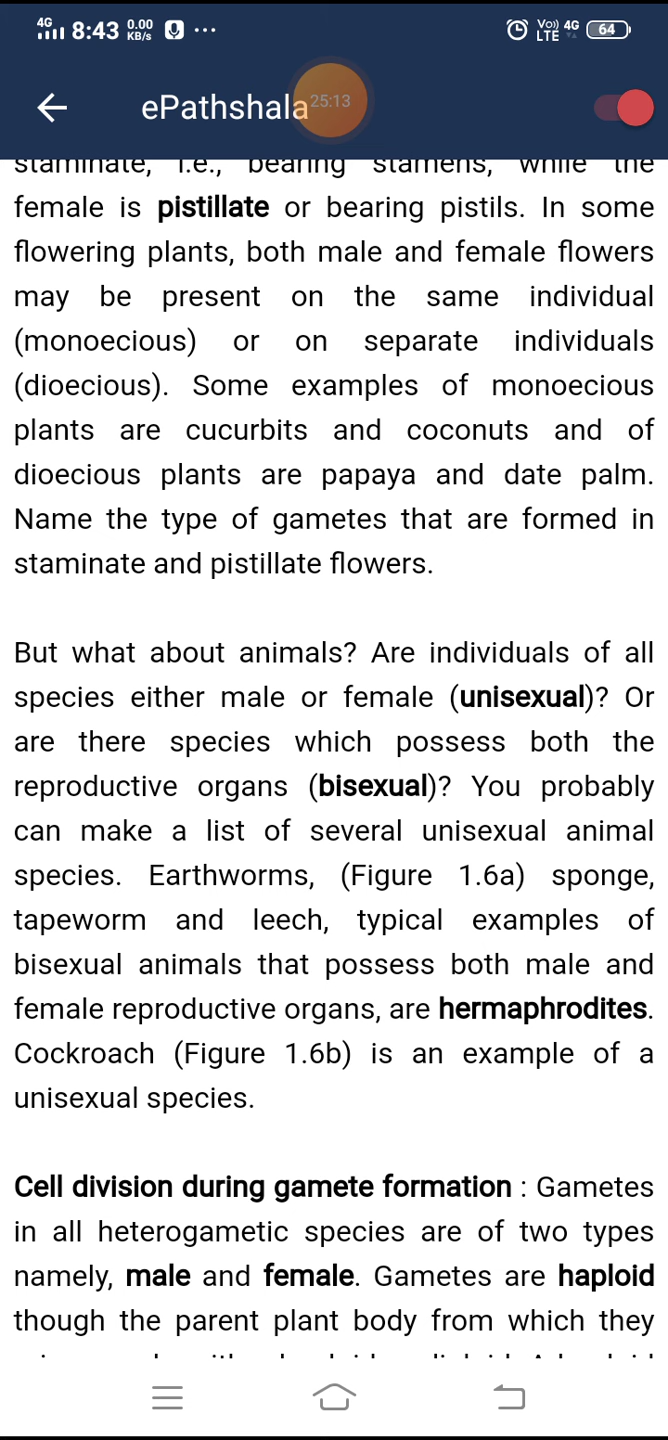 4G 8:43 0.00 KB/s ... Vo)) LTE 4G 64
ePathshala 25:13
staminate, i.e., bearing stamens, while the
female is pistillate or bearing pistils. In some
flowering plants, both male and female flowers
may be present on the same individual
(monoecious) or on separate individuals
(dioecious). Some examples of monoecious
plants are cucurbits and coconuts and of
dioecious plants are papaya and date palm.
Name the type of gametes that are formed in
staminate and pistillate flowers.
But what about animals? Are individuals of all
species either male or female (unisexual)? Or
are there species which possess both the
reproductive organs (bisexual)? You probably
can make a list of several unisexual animal
species. Earthworms, (Figure 1.6a) sponge,
tapeworm and leech, typical examples of
bisexual animals that possess both male and
female reproductive organs, are hermaphrodites.
Cockroach (Figure 1.6b) is an example of a
unisexual species.
Cell division during gamete formation : Gametes
in all heterogametic species are of two types
namely, male and female. Gametes are haploid
though the parent plant body from which they